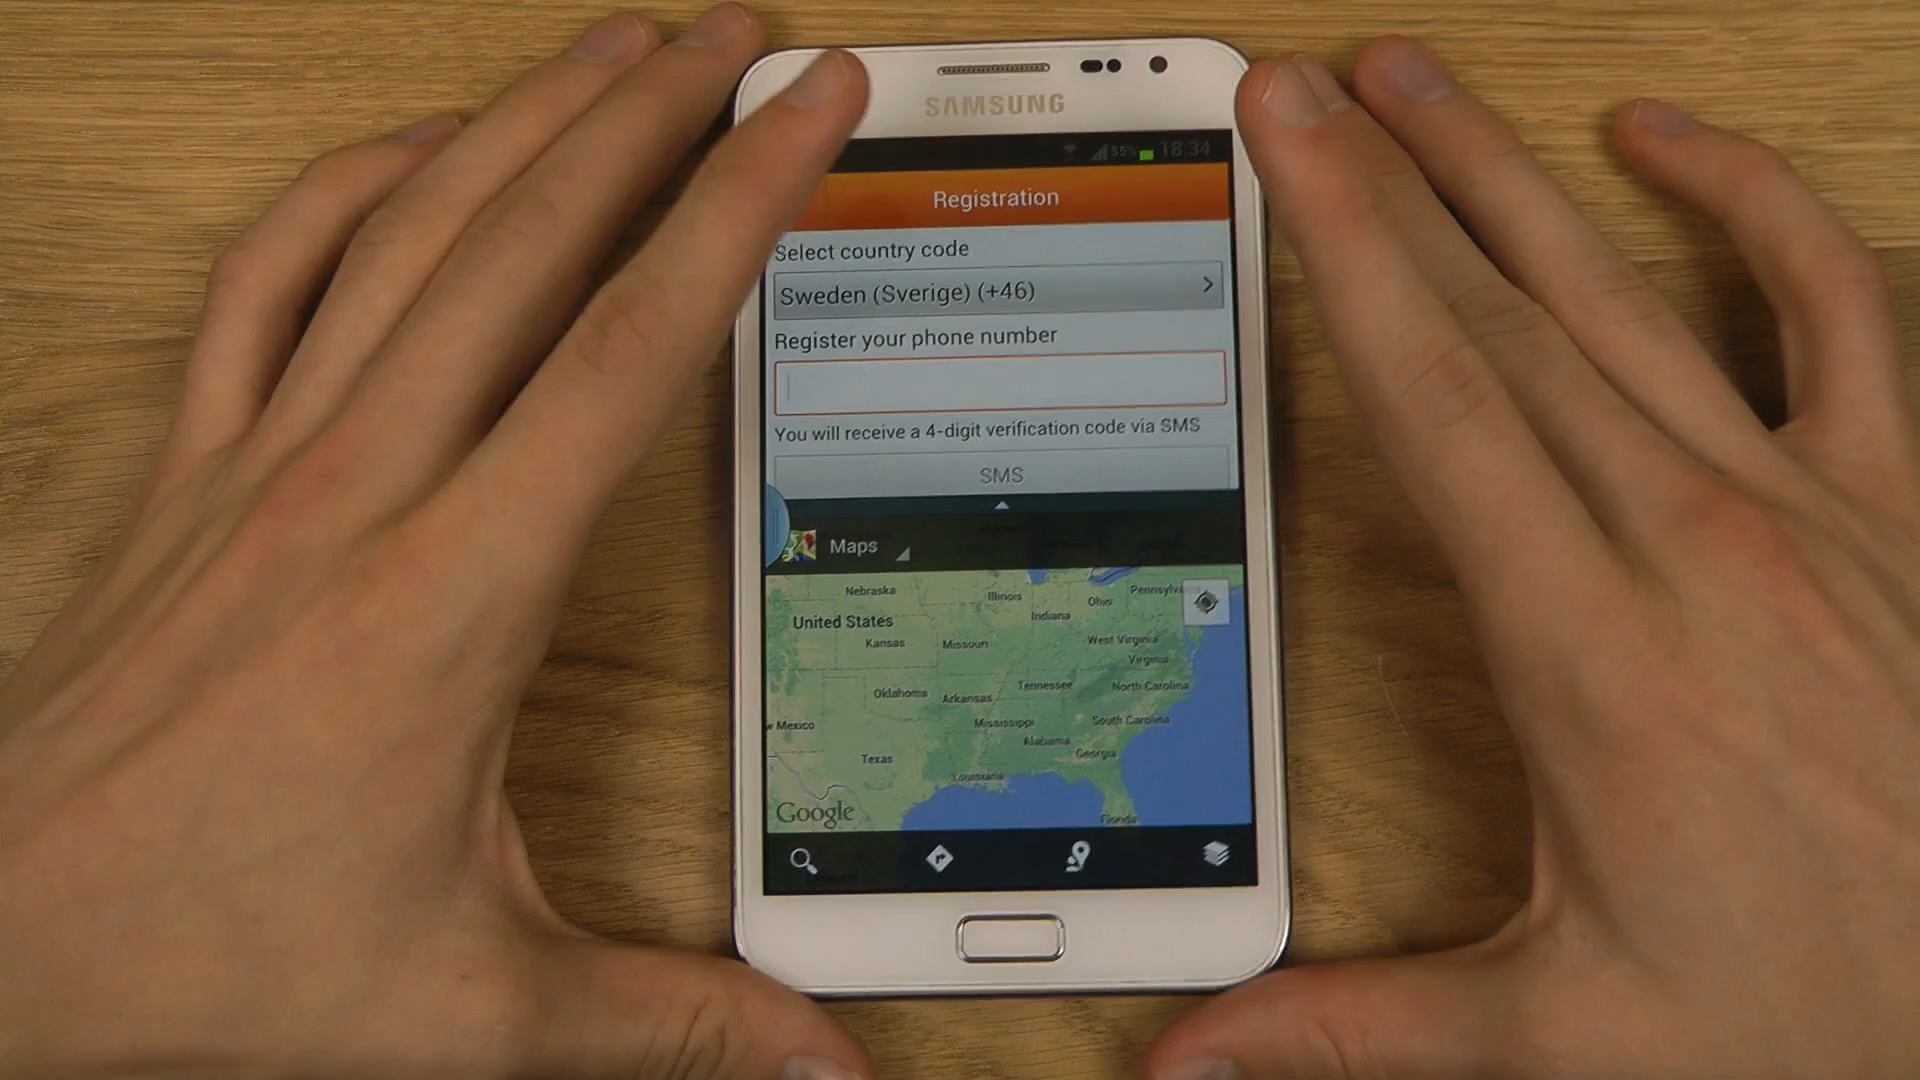 SAMSUNG
55% 18:34
Registration
Select country code
Sweden (Sverige) (+46)
Register your phone number
You will receive a 4-digit verification code via SMS
SMS
Maps
Nebraska
Illinois
Ohio
Pennsylva
Indiana
United States
Kansas
Missouri
West Virginia
Virginia
Oklahoma
Arkansas
Tennessee
North Carolina
w Mexico
Mississippi
South Carolina
Alabama
Georgia
Texas
Louisiana
Google
Florida